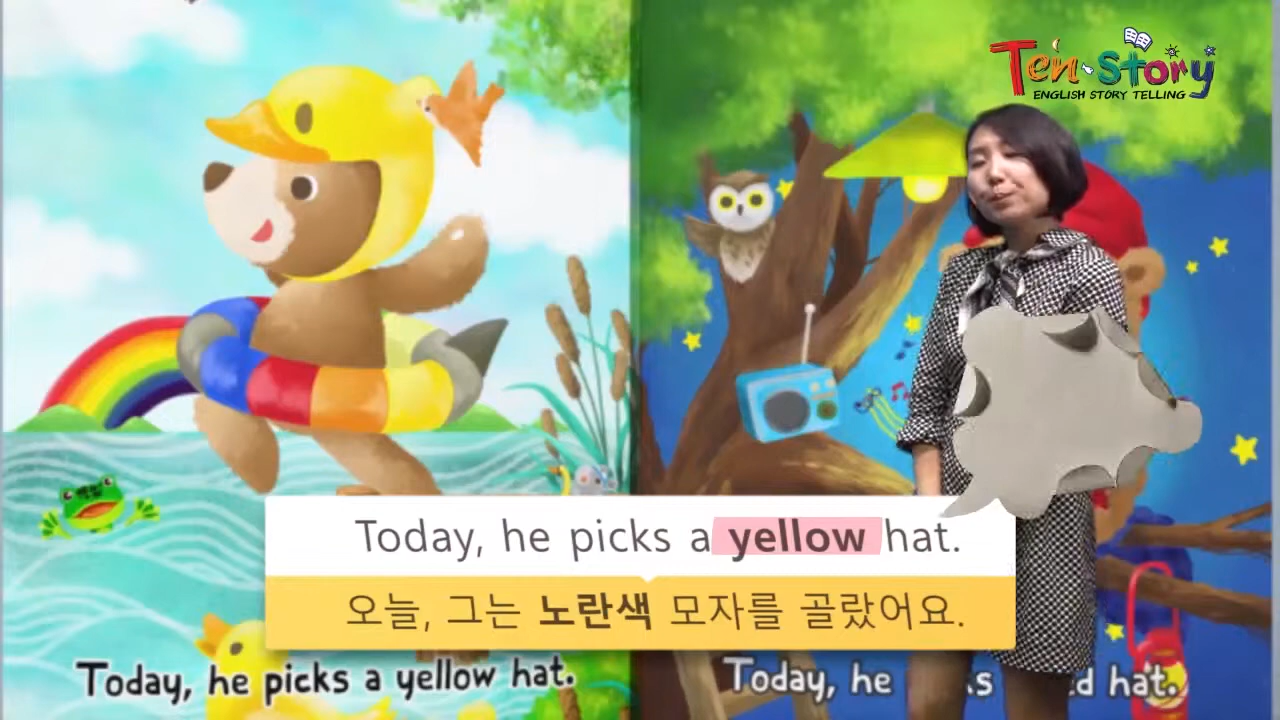 Ten Story
ENGLISH STORY TELLING
Today, he picks a yellow hat.
오늘, 그는 노란색 모자를 골랐어요.
Today, he picks a yellow hat.
Today, he hat.